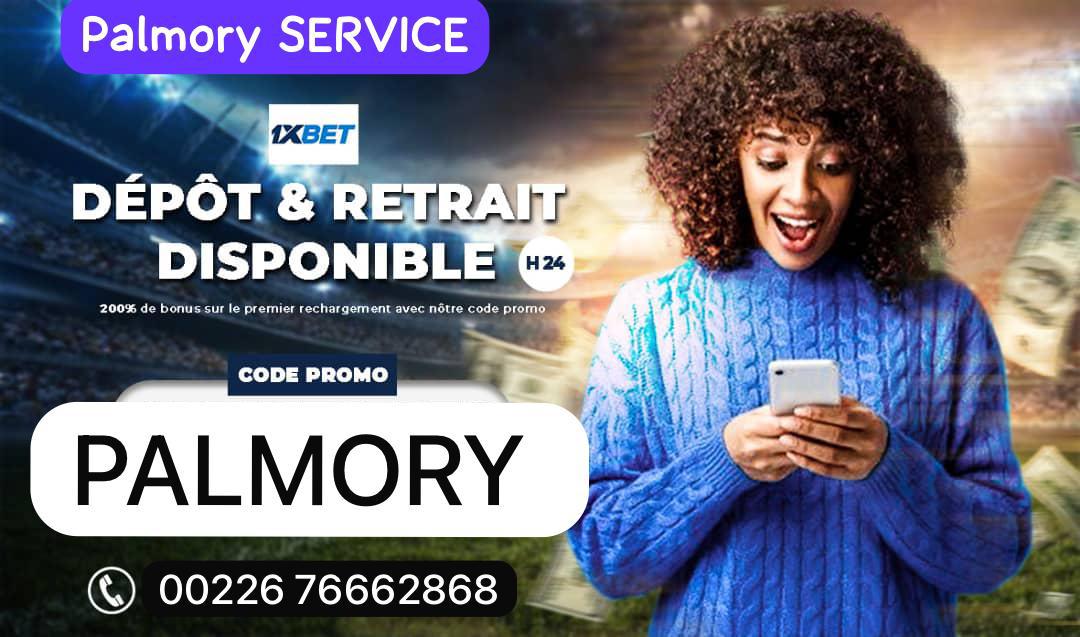 Palmory SERVICE
1XBET
DÉPÔT & RETRAIT
DISPONIBLE H24
200% de bonus sur le premier rechargement avec nôtre code promo
CODE PROMO
PALMORY
00226 76662868